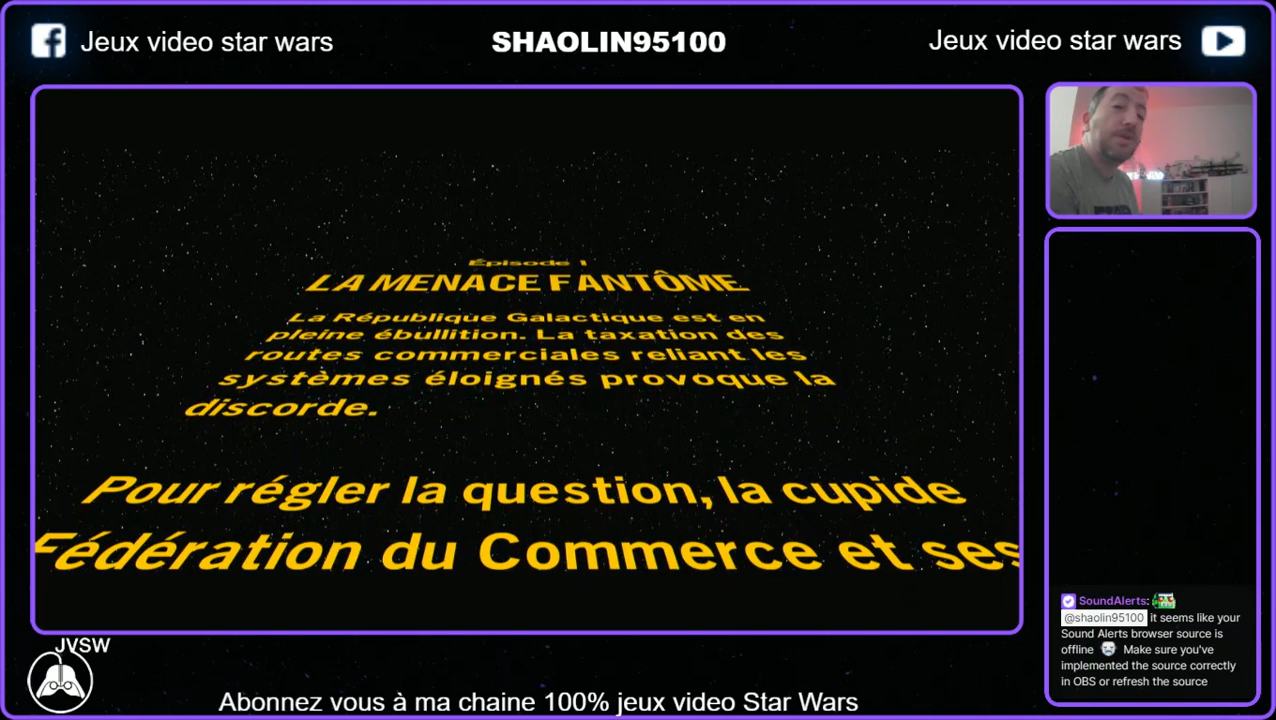 Jeux video star wars
SHAOLIN95100
Jeux video star wars
Épisode I
LA MENACE FANTÔME
La République Galactique est en
pleine ébullition. La taxation des
routes commerciales reliant les
systèmes éloignés provoque la
discorde.
Pour régler la question, la cupide
Fédération du Commerce et ses
SoundAlerts:
@shaolin95100 it seems like your
Sound Alerts browser source is
offline Make sure you've
implemented the source correctly
in OBS or refresh the source
JVSW
Abonnez vous à ma chaine 100% jeux video Star Wars